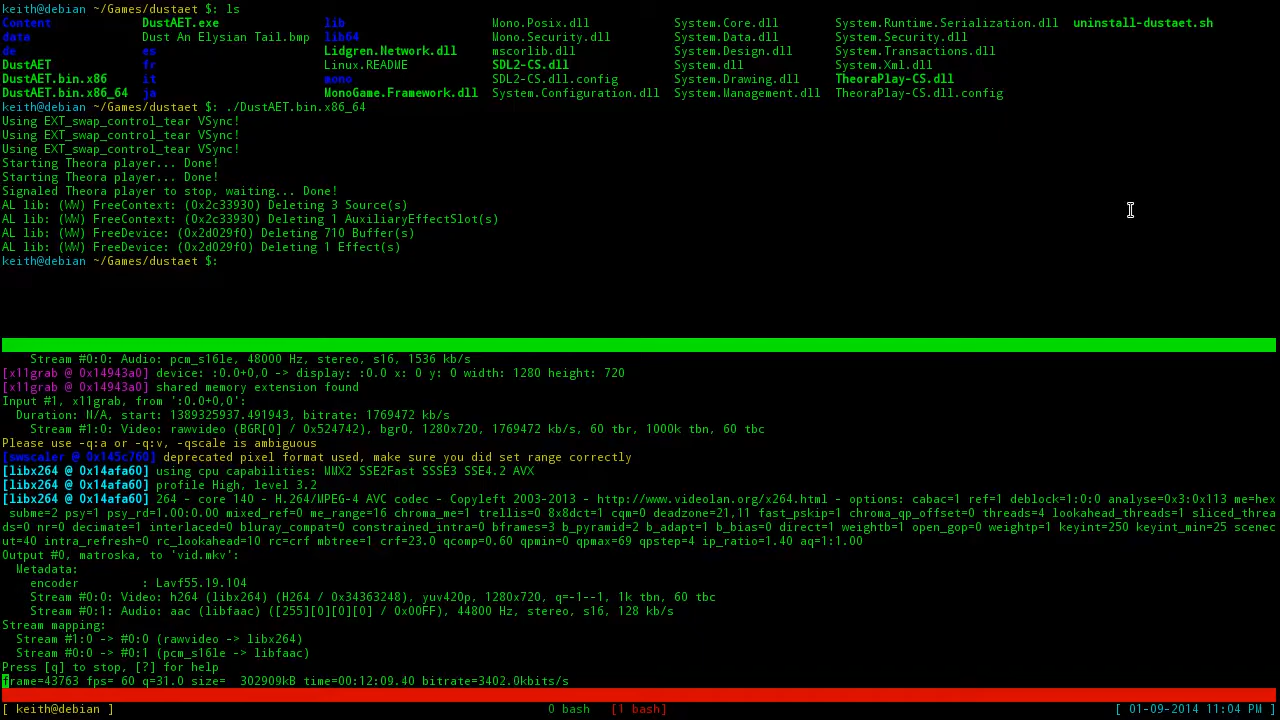 keith@debian ~/Games/dustaet $: ls
Content DustAET.exe lib Mono.Posix.dll System.Core.dll System.Runtime.Serialization.dll uninstall-dustaet.sh
data Dust An Elysian Tail.bmp lib64 Mono.Security.dll System.Data.dll System.Security.dll
de es Lidgren.Network.dll mscorlib.dll System.Design.dll System.Transactions.dll
DustAET fr Linux.README SDL2-CS.dll System.dll System.Xml.dll
DustAET.bin.x86 it mono SDL2-CS.dll.config System.Drawing.dll TheoraPlay-CS.dll
DustAET.bin.x86_64 ja MonoGame.Framework.dll System.Configuration.dll System.Management.dll TheoraPlay-CS.dll.config
keith@debian ~/Games/dustaet $: ./DustAET.bin.x86_64
Using EXT_swap_control_tear VSync!
Using EXT_swap_control_tear VSync!
Using EXT_swap_control_tear VSync!
Starting Theora player... Done!
Starting Theora player... Done!
Signaled Theora player to stop, waiting... Done!
AL lib: (WW) FreeContext: (0x2c33930) Deleting 3 Source(s)
AL lib: (WW) FreeContext: (0x2c33930) Deleting 1 AuxiliaryEffectSlot(s)
AL lib: (WW) FreeDevice: (0x2d029f0) Deleting 710 Buffer(s)
AL lib: (WW) FreeDevice: (0x2d029f0) Deleting 1 Effect(s)
keith@debian ~/Games/dustaet $:
Stream #0:0: Audio: pcm_s16le, 48000 Hz, stereo, s16, 1536 kb/s
[x11grab @ 0x14943a0] device: :0.0+0,0 -> display: :0.0 x: 0 y: 0 width: 1280 height: 720
[x11grab @ 0x14943a0] shared memory extension found
Input #1, x11grab, from ':0.0+0,0':
Duration: N/A, start: 1389325937.491943, bitrate: 1769472 kb/s
Stream #1:0: Video: rawvideo (BGR[0] / 0x524742), bgr0, 1280x720, 1769472 kb/s, 60 tbr, 1000k tbn, 60 tbc
Please use -q:a or -q:v, -qscale is ambiguous
[swscaler @ 0x145c760] deprecated pixel format used, make sure you did set range correctly
[libx264 @ 0x14afa60] using cpu capabilities: MMX2 SSE2Fast SSSE3 SSE4.2 AVX
[libx264 @ 0x14afa60] profile High, level 3.2
[libx264 @ 0x14afa60] 264 - core 140 - H.264/MPEG-4 AVC codec - Copyleft 2003-2013 - http://www.videolan.org/x264.html - options: cabac=1 ref=1 deblock=1:0:0 analyse=0x3:0x113 me=hex
subme=2 psy=1 psy_rd=1.00:0.00 mixed_ref=0 me_range=16 chroma_me=1 trellis=0 8x8dct=1 cqm=0 deadzone=21,11 fast_pskip=1 chroma_qp_offset=0 threads=4 lookahead_threads=1 sliced_threa
ds=0 nr=0 decimate=1 interlaced=0 bluray_compat=0 constrained_intra=0 bframes=3 b_pyramid=2 b_adapt=1 b_bias=0 direct=1 weightb=1 open_gop=0 weightp=1 keyint=250 keyint_min=25 scenec
ut=40 intra_refresh=0 rc_lookahead=10 rc=crf mbtree=1 crf=23.0 qcomp=0.60 qpmin=0 qpmax=69 qpstep=4 ip_ratio=1.40 aq=1:1.00
Output #0, matroska, to 'vid.mkv':
Metadata:
encoder : Lavf55.19.104
Stream #0:0: Video: h264 (libx264) (H264 / 0x34363248), yuv420p, 1280x720, q=-1--1, 1k tbn, 60 tbc
Stream #0:1: Audio: aac (libfaac) ([255][0][0][0] / 0x00FF), 44800 Hz, stereo, s16, 128 kb/s
Stream mapping:
Stream #1:0 -> #0:0 (rawvideo -> libx264)
Stream #0:0 -> #0:1 (pcm_s16le -> libfaac)
Press [q] to stop, [?] for help
frame=43763 fps= 60 q=31.0 size= 302909kB time=00:12:09.40 bitrate=3402.0kbits/s
[ keith@debian ] 0 bash [1 bash] [ 01-09-2014 11:04 PM ]